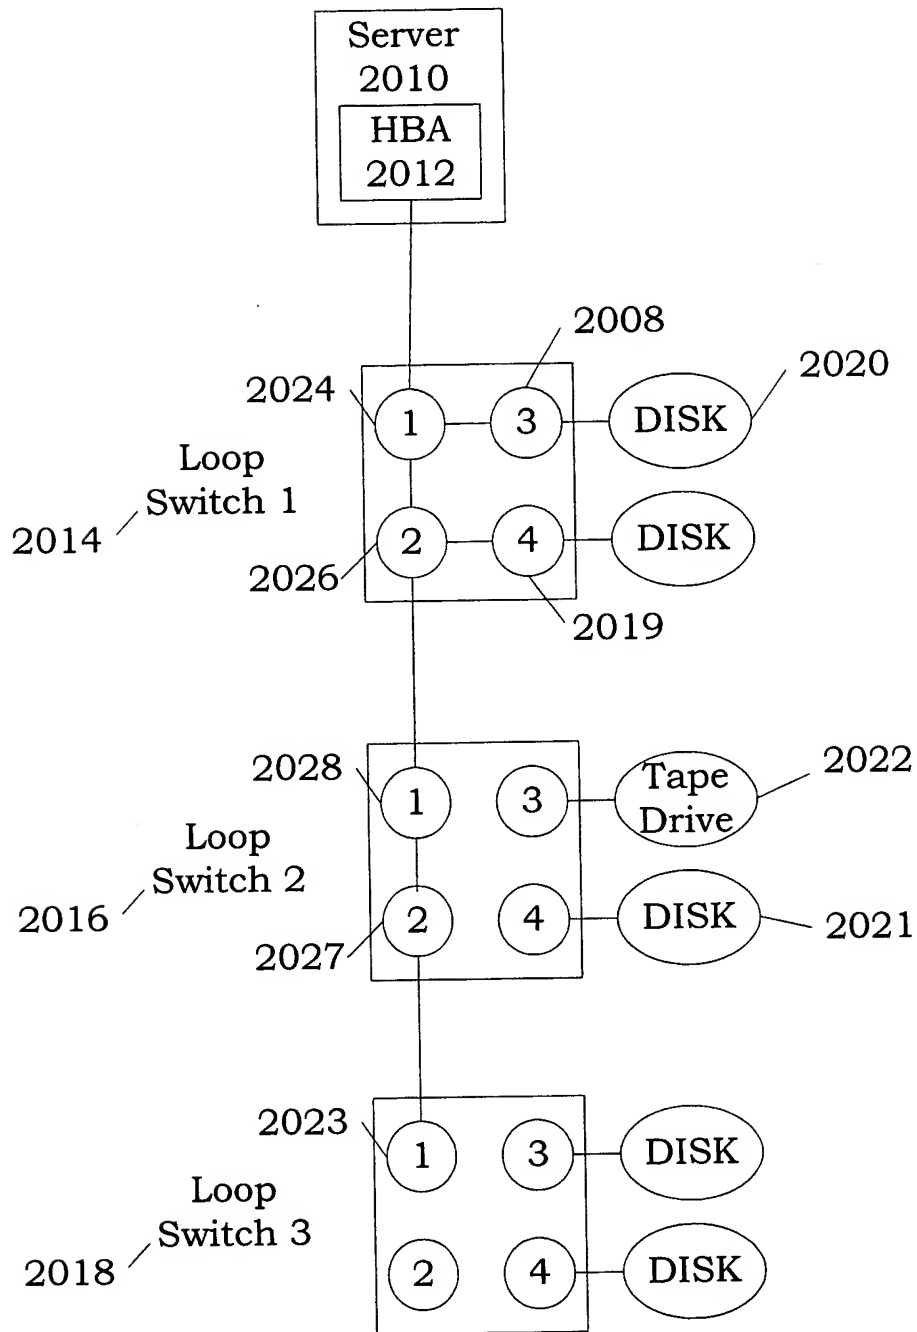 Server
2010
HBA
2012
2008
2024
2020
1
3
DISK
Loop
Switch 1
2014
2
4
DISK
2026
2019
2028
2022
1
3
Tape
Drive
Loop
Switch 2
2016
2
4
DISK
2021
2027
2023
1
3
DISK
Loop
Switch 3
2018
2
4
DISK